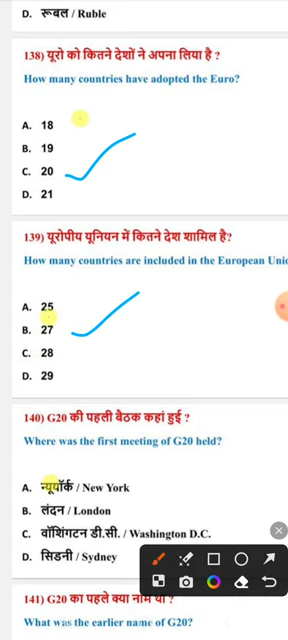 D. रूबल / Ruble
138) यूरो को कितने देशों ने अपना लिया है ?
How many countries have adopted the Euro?
A. 18
B. 19
C. 20
D. 21
139) यूरोपीय यूनियन में कितने देश शामिल है?
How many countries are included in the European Unio
A. 25
B. 27
C. 28
D. 29
140) G20 की पहली बैठक कहां हुई ?
Where was the first meeting of G20 held?
A. न्यूयॉर्क / New York
B. लंदन / London
C. वॉशिंगटन डी.सी. / Washington D.C.
D. सिडनी / Sydney
141) G20 का पहले क्या नाम था ?
What was the earlier name of G20?